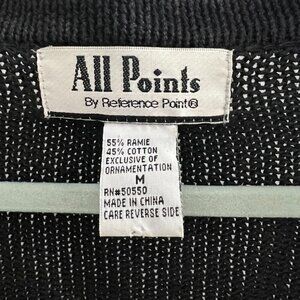 All Points
By Reference Point®
55% RAMIE
45% COTTON
EXCLUSIVE OF
ORNAMENTATION
M
RN#50550
MADE IN CHINA
CARE REVERSE SIDE